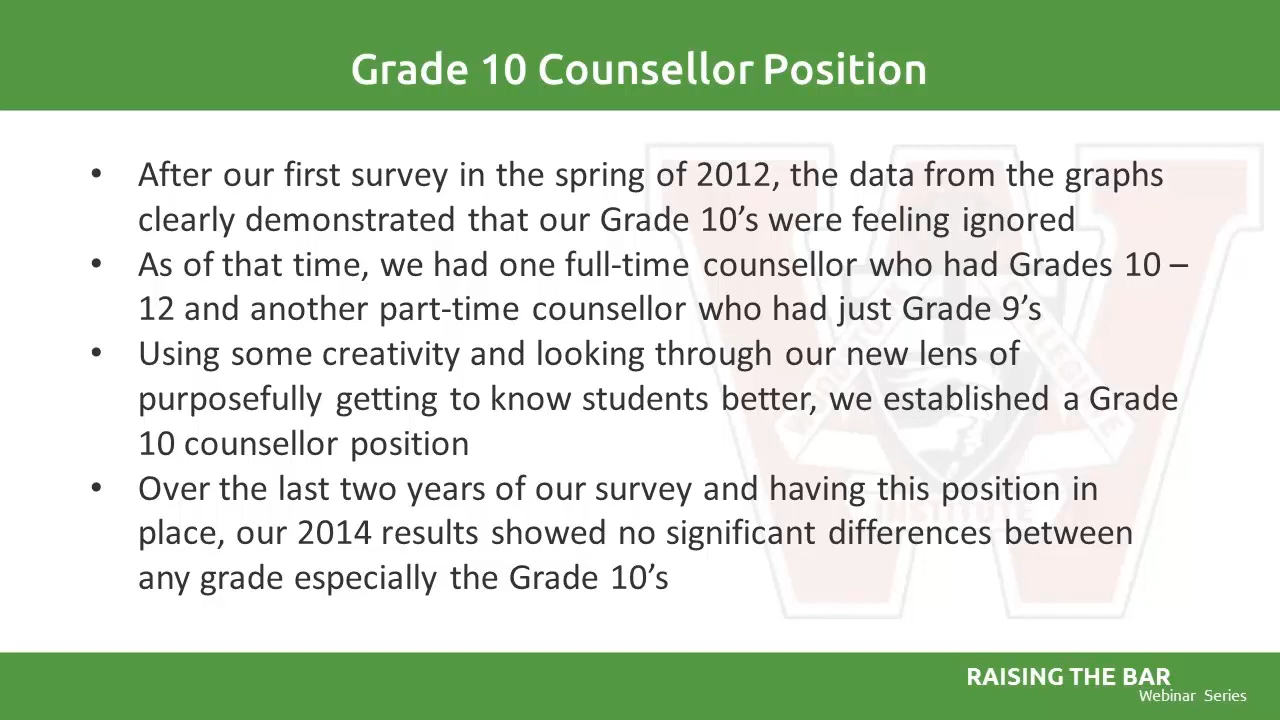 Grade 10 Counsellor Position
• After our first survey in the spring of 2012, the data from the graphs
clearly demonstrated that our Grade 10’s were feeling ignored
• As of that time, we had one full-time counsellor who had Grades 10 –
12 and another part-time counsellor who had just Grade 9’s
• Using some creativity and looking through our new lens of
purposefully getting to know students better, we established a Grade
10 counsellor position
• Over the last two years of our survey and having this position in
place, our 2014 results showed no significant differences between
any grade especially the Grade 10’s
RAISING THE BAR
Webinar Series